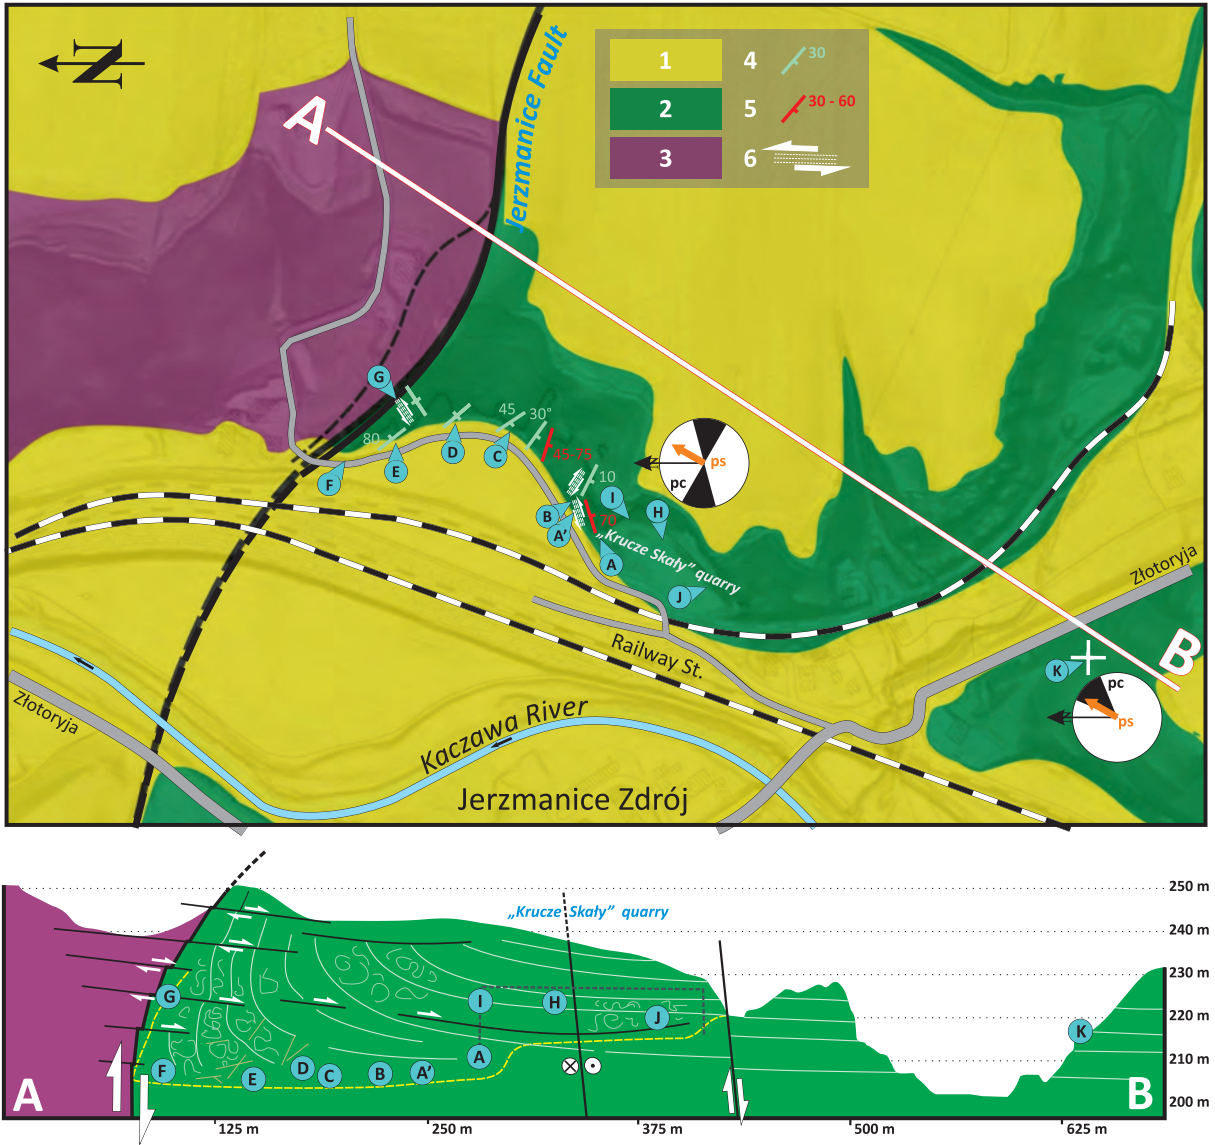 N
A
Jerzmanice Fault
1
4
30
2
5
30 - 60
3
6
G
80
45
30°
F
E
D
C
45-75
10
I
H
N
ps
pc
B
A'
70
A
„Krucze Skały” quarry
J
Złotoryja
Railway St.
K
B
pc
N
ps
Złotoryja
Kaczawa River
Jerzmanice Zdrój
250 m
„Krucze Skały” quarry
240 m
230 m
G
I
H
J
220 m
K
A
210 m
F
E
D
C
B
A'
A
B
200 m
125 m
250 m
375 m
500 m
625 m